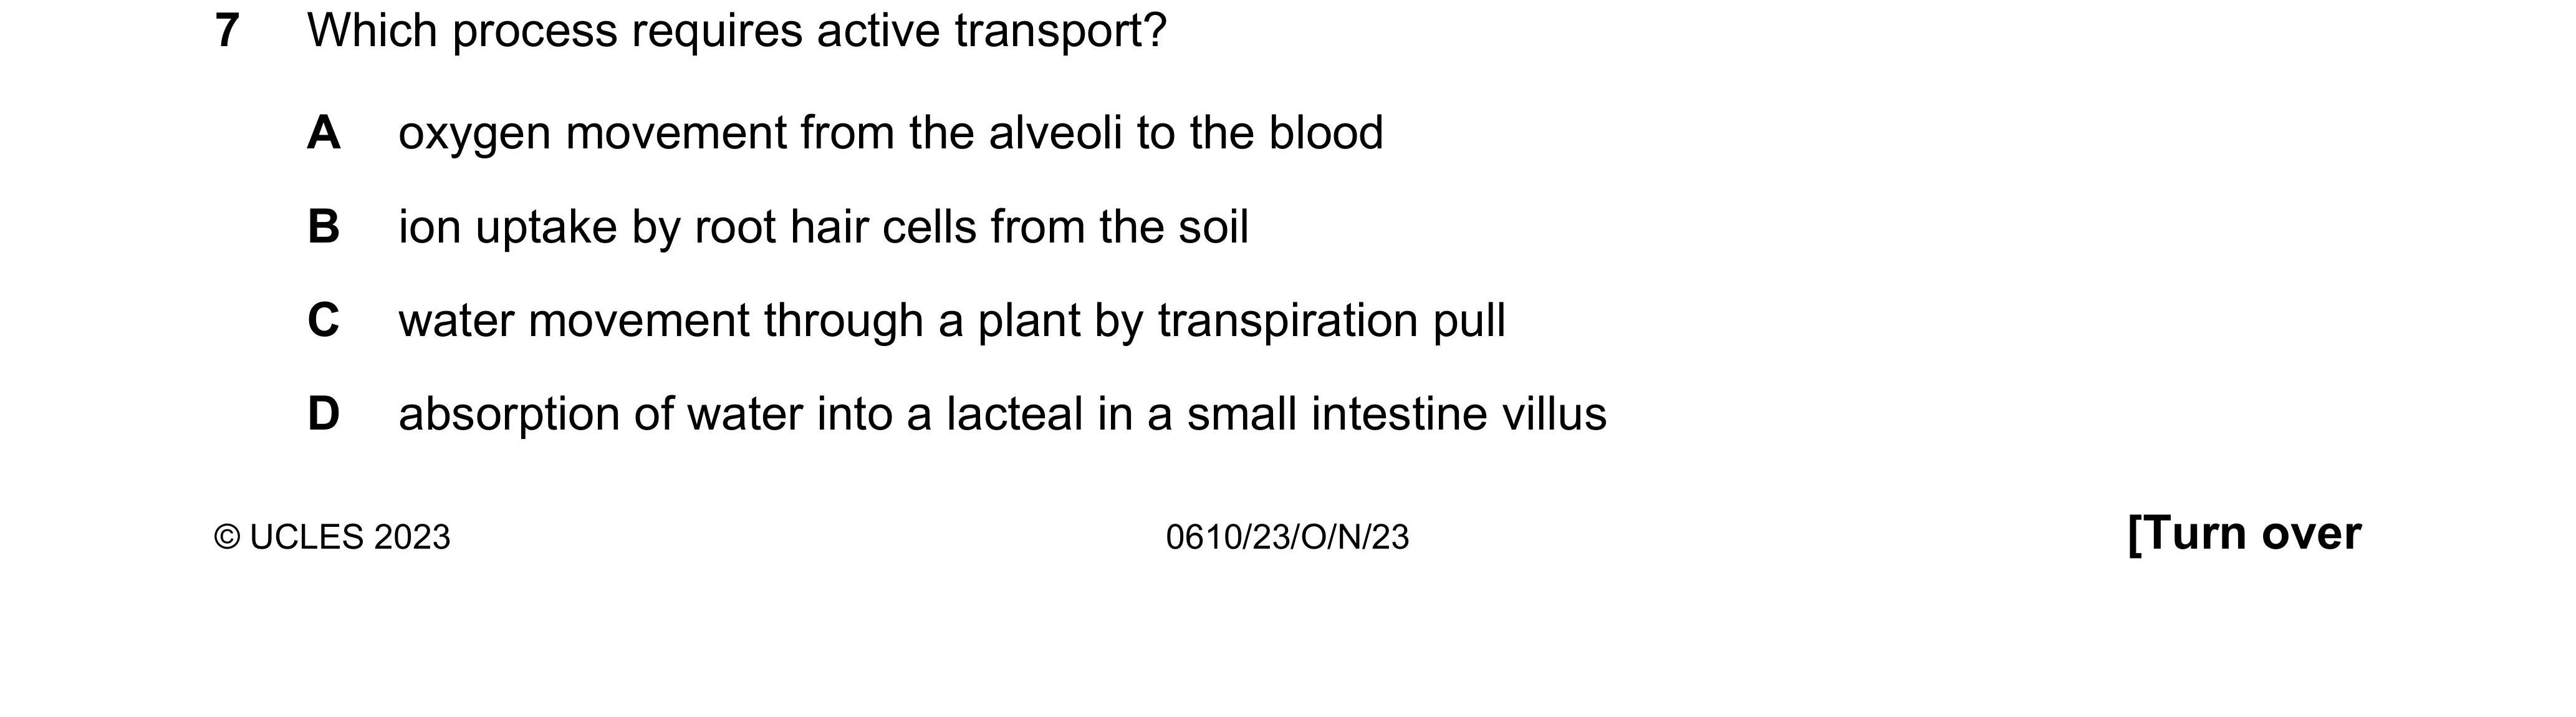 7 Which process requires active transport?
A oxygen movement from the alveoli to the blood
B ion uptake by root hair cells from the soil
C water movement through a plant by transpiration pull
D absorption of water into a lacteal in a small intestine villus
© UCLES 2023 0610/23/O/N/23 [Turn over